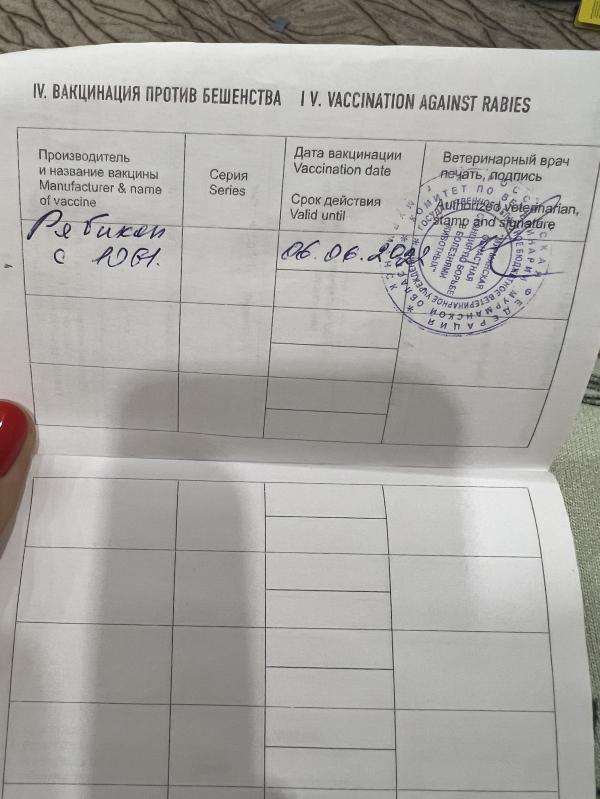 IV. ВАКЦИНАЦИЯ ПРОТИВ БЕШЕНСТВА I V. VACCINATION AGAINST RABIES
Производитель
и название вакцины
Manufacturer & name
of vaccine
Серия
Series
Дата вакцинации
Vaccination date
Срок действия
Valid until
Ветеринарный врач
печать, подпись
Authorized veterinarian,
stamp and signature
Рабикан
с 1061.
06.06.